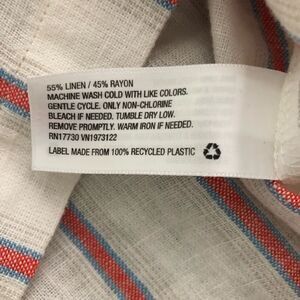 55% LINEN / 45% RAYON
MACHINE WASH COLD WITH LIKE COLORS.
GENTLE CYCLE. ONLY NON-CHLORINE
BLEACH IF NEEDED. TUMBLE DRY LOW.
REMOVE PROMPTLY. WARM IRON IF NEEDED.
RN17730 VN1973122
LABEL MADE FROM 100% RECYCLED PLASTIC